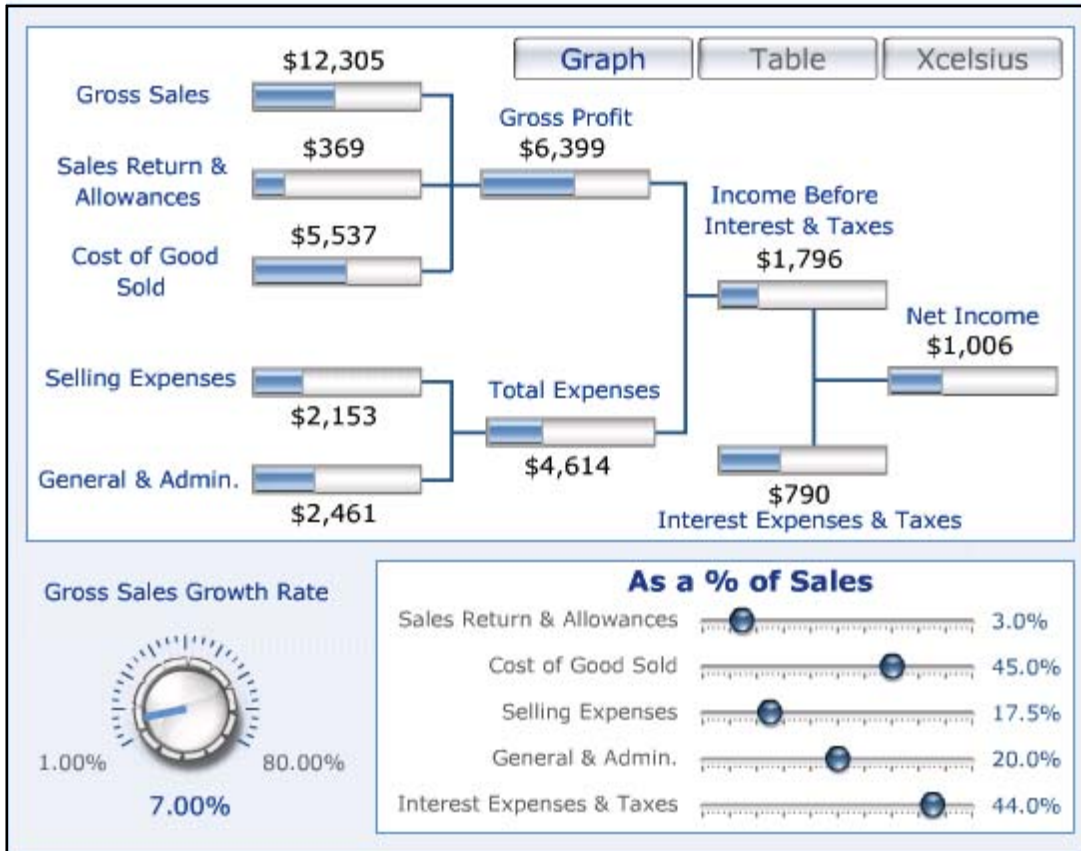 Graph
Table
Xcelsius
$12,305
Gross Sales
Gross Profit
$369
$6,399
Sales Return &
Allowances
Income Before
Interest & Taxes
$5,537
Cost of Good
Sold
$1,796
Net Income
$1,006
Selling Expenses
$2,153
Total Expenses
$4,614
General & Admin.
$2,461
$790
Interest Expenses & Taxes
Gross Sales Growth Rate
1.00%
80.00%
7.00%
As a % of Sales
Sales Return & Allowances 3.0%
Cost of Good Sold 45.0%
Selling Expenses 17.5%
General & Admin. 20.0%
Interest Expenses & Taxes 44.0%